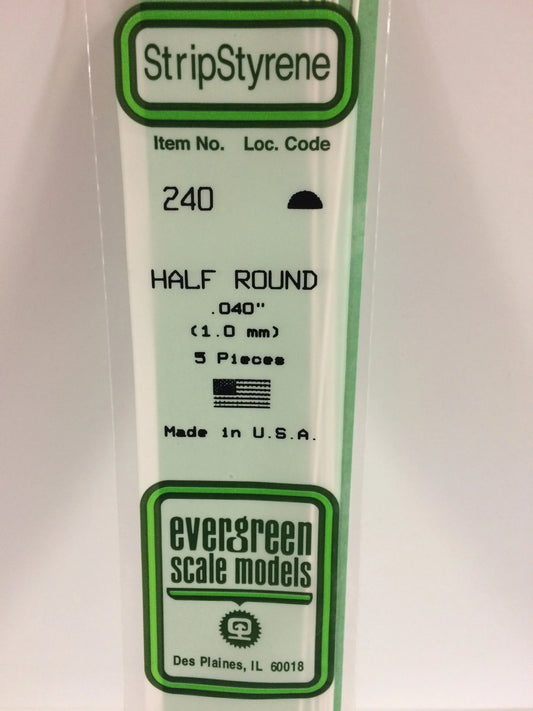 StripStyrene
Item No. Loc. Code
240
HALF ROUND
.040"
(1.0 mm)
5 Pieces
Made in U.S.A.
evergreen
scale models
Des Plaines, IL 60018